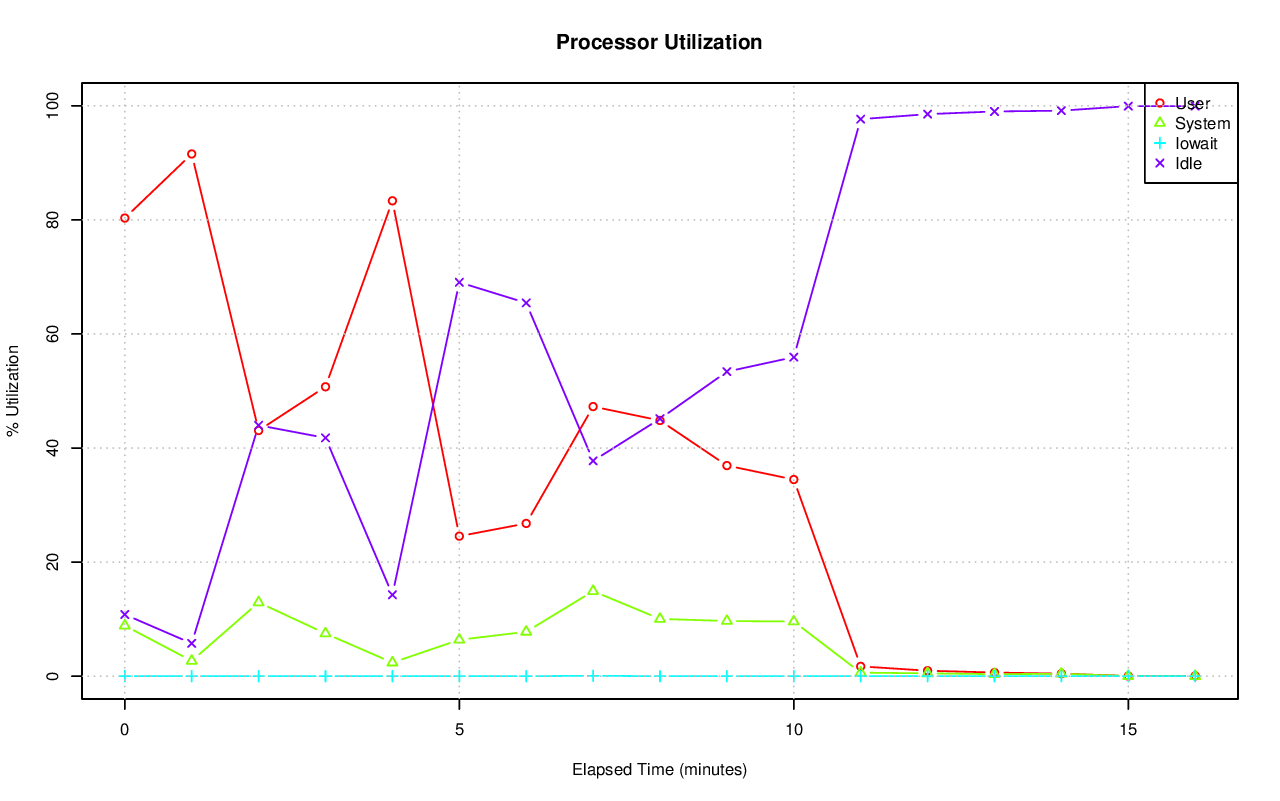 Processor Utilization
% Utilization
100
80
60
40
20
0
User
System
Iowait
Idle
0 5 10 15
Elapsed Time (minutes)